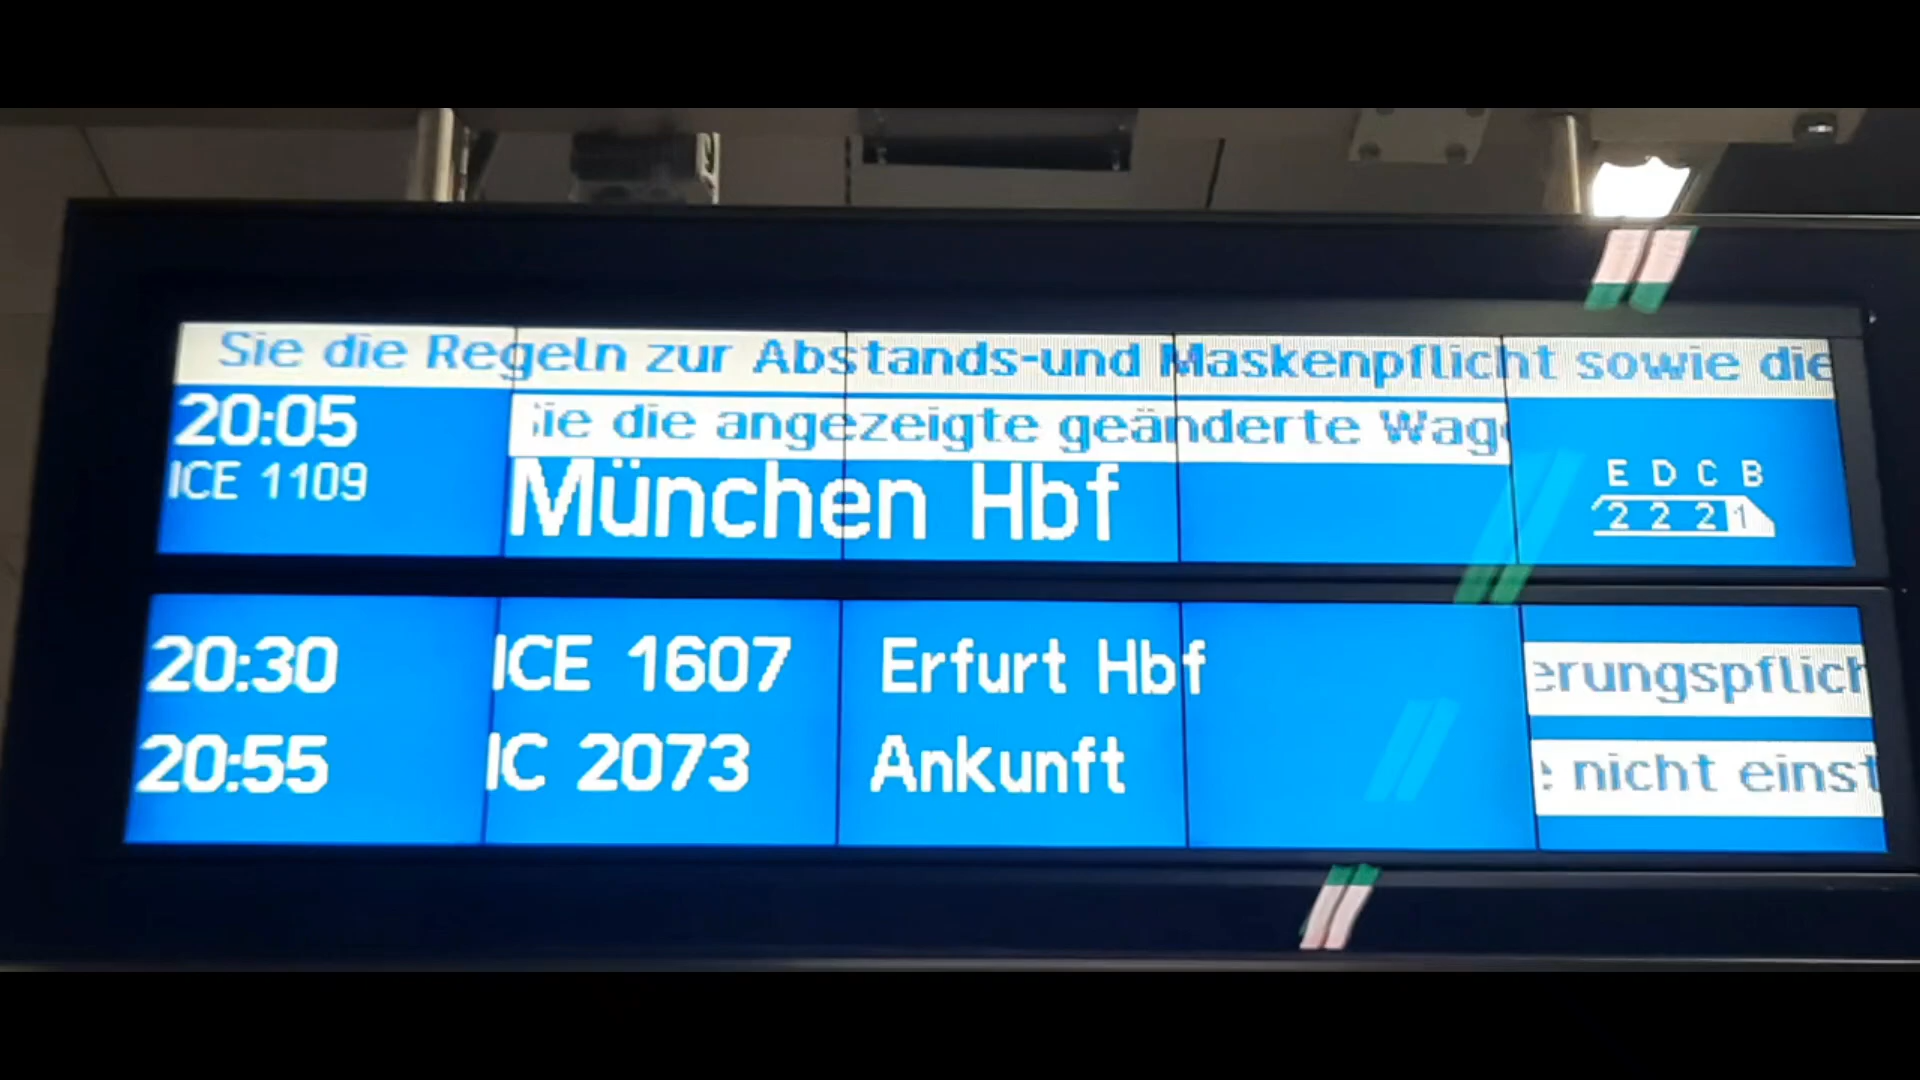 Sie die Regeln zur Abstands-und Maskenpflicht sowie die
20:05
ie die angezeigte geänderte Wag
ICE 1109
München Hbf
E D C B
2 2 2 1
20:30 ICE 1607 Erfurt Hbf erungspflich
20:55 IC 2073 Ankunft nicht einst